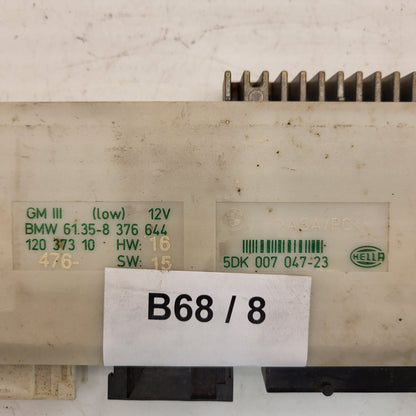 GM III (low) 12V
BMW 61.35-8 376 644
120 373 10 HW: 16
476- SW: 15
5DK 007 047-23
HELLA
B68 / 8